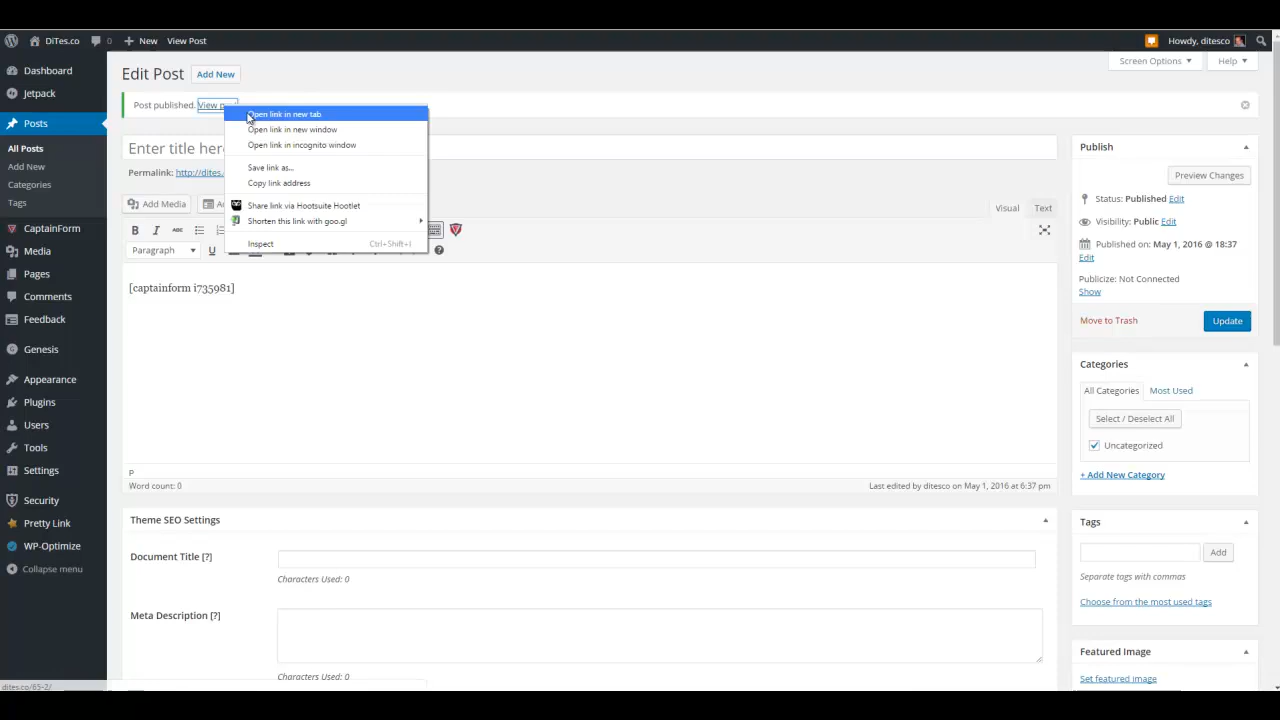 DiTes.co 0 New View Post Howdy, ditesco
Screen Options Help
Edit Post Add New
Post published. View
Open link in new tab
Open link in new window
Open link in incognito window
Save link as...
Copy link address
Share link via Hootsuite Hootlet
Shorten this link with goo.gl
Inspect Ctrl+Shift+I
Dashboard
Jetpack
Posts
All Posts
Add New
Categories
Tags
CaptainForm
Media
Pages
Comments
Feedback
Genesis
Appearance
Plugins
Users
Tools
Settings
Security
Pretty Link
WP-Optimize
Collapse menu
Enter title here
Permalink: http://dites.
Add Media
Visual Text
B I ABC
Paragraph U
[captainform i735981]
P
Word count: 0 Last edited by ditesco on May 1, 2016 at 6:37 pm
Theme SEO Settings
Document Title [?]
Characters Used: 0
Meta Description [?]
Characters Used: 0
Publish
Preview Changes
Status: Published Edit
Visibility: Public Edit
Published on: May 1, 2016 @ 18:37
Edit
Publicize: Not Connected
Show
Move to Trash Update
Categories
All Categories Most Used
Select / Deselect All
Uncategorized
+ Add New Category
Tags
Add
Separate tags with commas
Choose from the most used tags
Featured Image
Set featured image
dites.co/65-2/